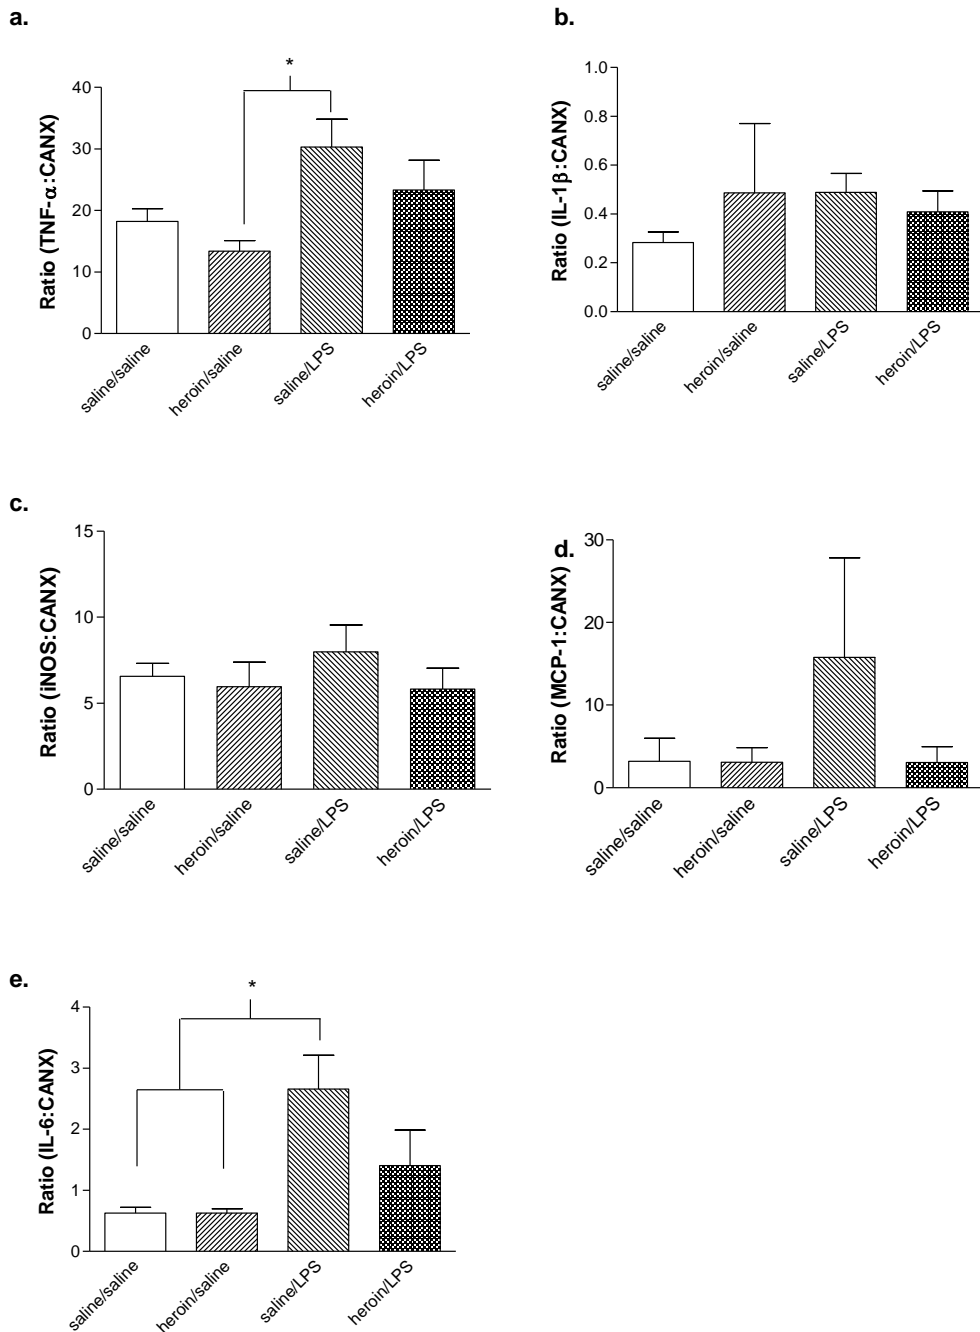 a.
*
Ratio (TNF-α:CANX)
40
30
20
10
0
saline/saline
heroin/saline
saline/LPS
heroin/LPS
b.
Ratio (IL-1β:CANX)
1.0
0.8
0.6
0.4
0.2
0.0
saline/saline
heroin/saline
saline/LPS
heroin/LPS
c.
Ratio (iNOS:CANX)
15
10
5
0
saline/saline
heroin/saline
saline/LPS
heroin/LPS
d.
Ratio (MCP-1:CANX)
30
20
10
0
saline/saline
heroin/saline
saline/LPS
heroin/LPS
e.
*
Ratio (IL-6:CANX)
4
3
2
1
0
saline/saline
heroin/saline
saline/LPS
heroin/LPS